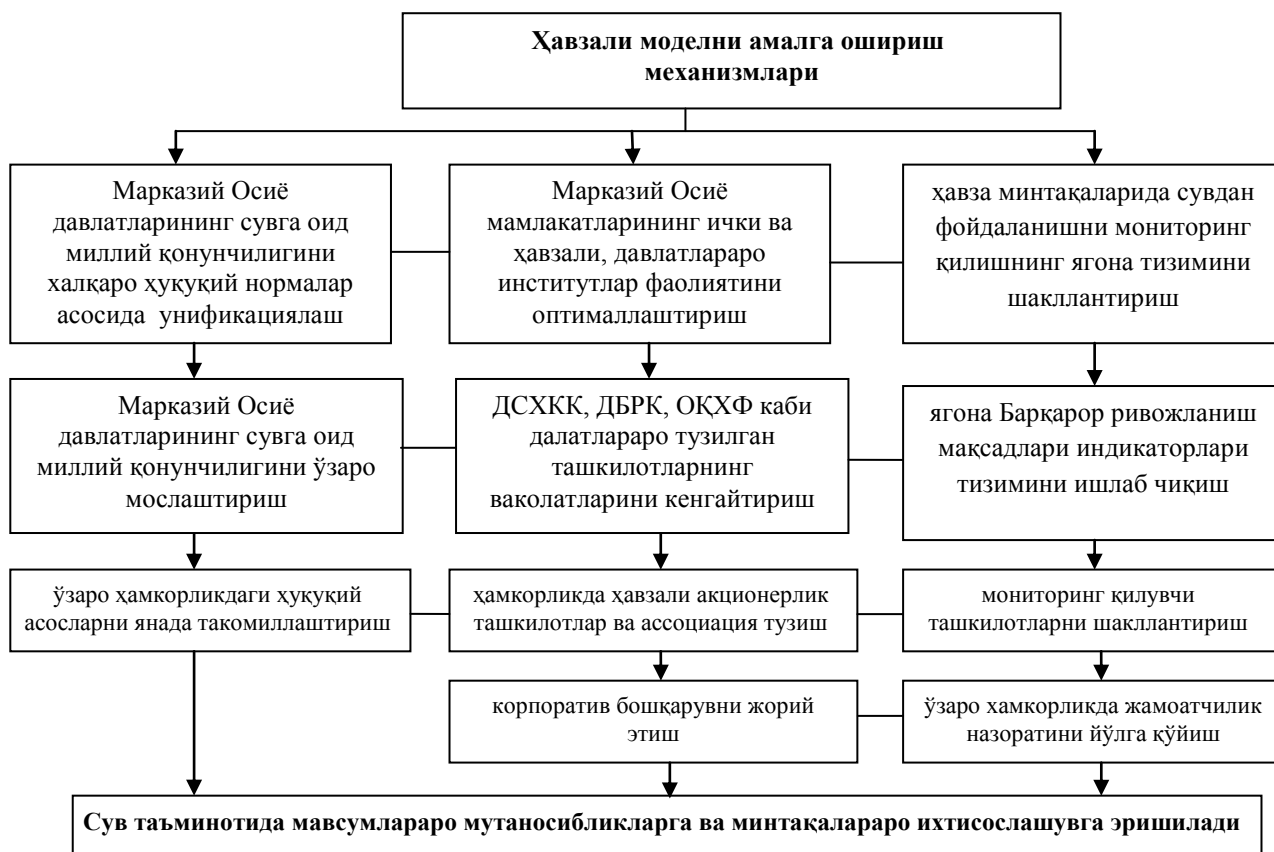 Ҳавзали моделни амалга ошириш
механизмлари
Марказий Осиё
давлатларининг сувга оид
миллий қонунчилигини
халқаро ҳуқуқий нормалар
асосида унификациялаш
Марказий Осиё
мамлакатларининг ички ва
ҳавзали, давлатлараро
институтлар фаолиятини
оптималлаштириш
ҳавза минтақаларида сувдан
фойдаланишни мониторинг
қилишнинг ягона тизимини
шакллантириш
Марказий Осиё
давлатларининг сувга оид
миллий қонунчилигини ўзаро
мослаштириш
ДСХКК, ДБРК, ОҚХФ каби
далатлараро тузилган
ташкилотларнинг
ваколатларини кенгайтириш
ягона Барқарор ривожланиш
мақсадлари индикаторлари
тизимини ишлаб чиқиш
ўзаро ҳамкорликдаги ҳуқуқий
асосларни янада такомиллаштириш
ҳамкорликда ҳавзали акционерлик
ташкилотлар ва ассоциация тузиш
мониторинг қилувчи
ташкилотларни шакллантириш
корпоратив бошқарувни жорий
этиш
ўзаро хамкорликда жамоатчилик
назоратини йўлга қўйиш
Сув таъминотида мавсумлараро мутаносибликларга ва минтақалараро ихтисослашувга эришилади